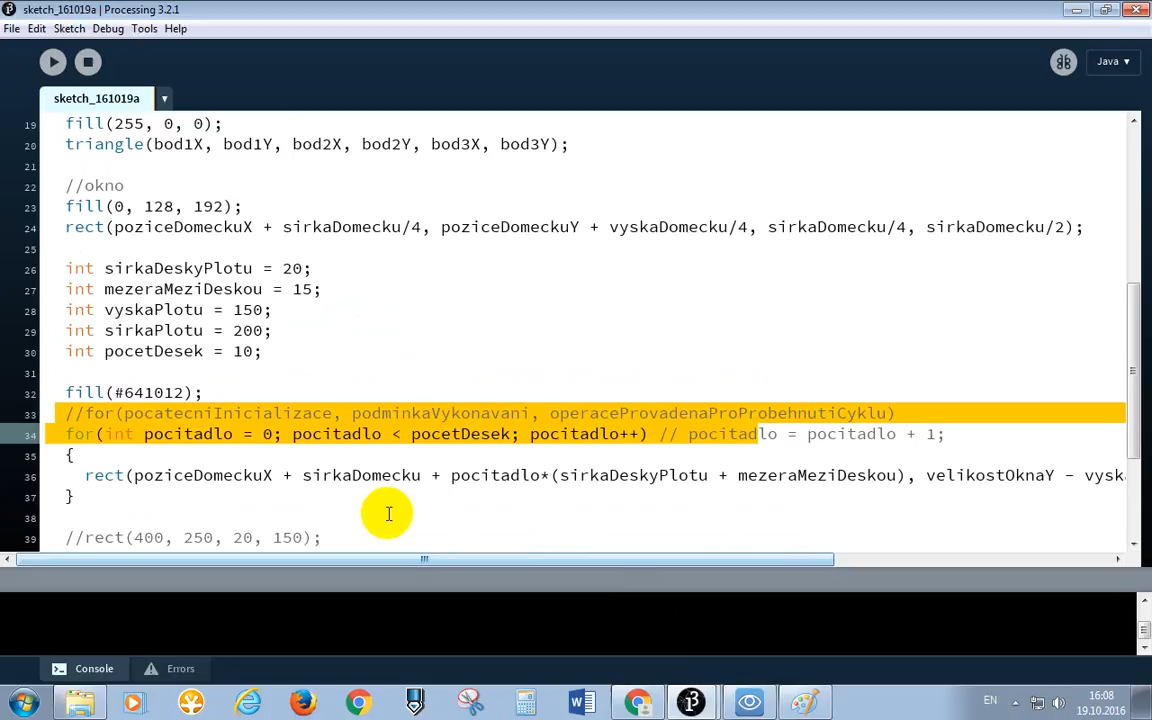 sketch_161019a | Processing 3.2.1
File Edit Sketch Debug Tools Help
Java ▾
sketch_161019a ▾
19 fill(255, 0, 0);
20 triangle(bod1X, bod1Y, bod2X, bod2Y, bod3X, bod3Y);
21
22 //okno
23 fill(0, 128, 192);
24 rect(poziceDomeckuX + sirkaDomecku/4, poziceDomeckuY + vyskaDomecku/4, sirkaDomecku/4, sirkaDomecku/2);
25
26 int sirkaDeskyPlotu = 20;
27 int mezeraMeziDeskou = 15;
28 int vyskaPlotu = 150;
29 int sirkaPlotu = 200;
30 int pocetDesek = 10;
31
32 fill(#641012);
33 //for(pocatecniInicializace, podminkaVykonavani, operaceProvadenaProProbehnutiCyklu)
34 for(int pocitadlo = 0; pocitadlo < pocetDesek; pocitadlo++) // pocitadlo = pocitadlo + 1;
35 {
36 rect(poziceDomeckuX + sirkaDomecku + pocitadlo*(sirkaDeskyPlotu + mezeraMeziDeskou), velikostOknaY - vyska
37 }
38
39 //rect(400, 250, 20, 150);
Console Errors
EN 16:08
19.10.2016